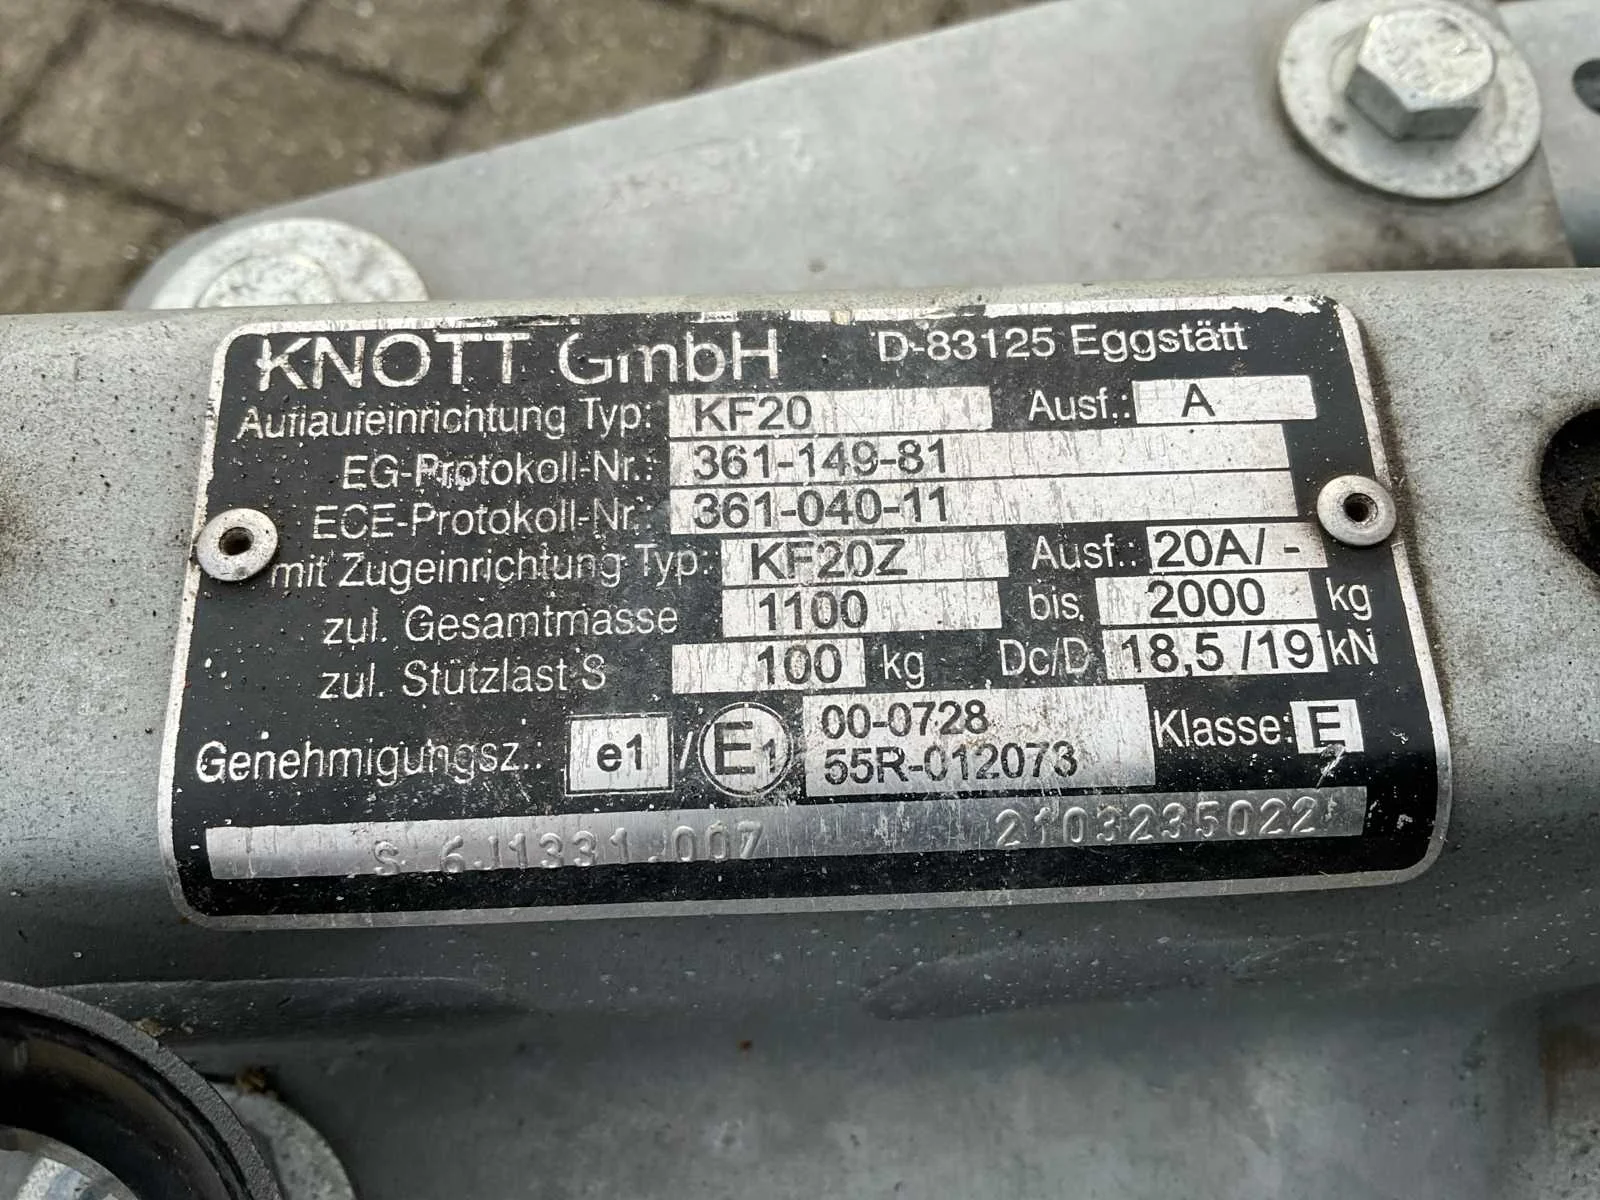 KNOTT GmbH D-83125 Eggstätt
Auflaufeinrichtung Typ: KF20 Ausf.: A
EG-Protokoll-Nr.: 361-149-81
ECE-Protokoll-Nr.: 361-040-11
mit Zugeinrichtung Typ: KF20Z Ausf.: 20A/-
zul. Gesamtmasse 1100 bis 2000 kg
zul. Stützlast S 100 kg Dc/D 18,5/19 kN
Genehmigungsz.: e1 / E1 00-0728 Klasse: E
55R-012073
S 6J1331.007 2103235022